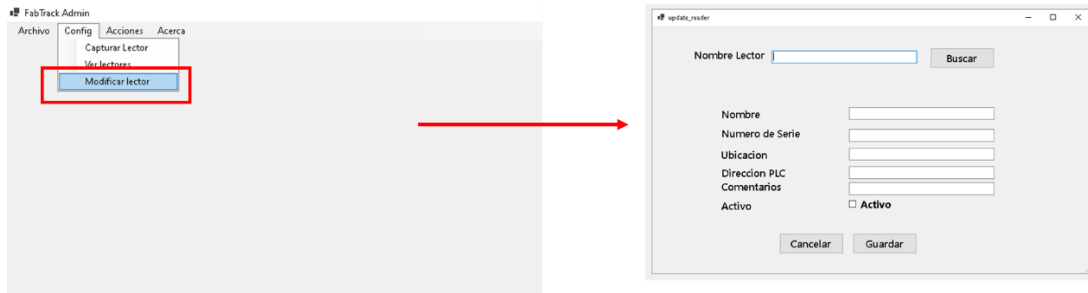 FabTrack Admin
Archivo Config Acciones Acerca
Capturar Lector
Ver lectores
Modificar lector
update_reader
Nombre Lector Buscar
Nombre
Numero de Serie
Ubicacion
Direccion PLC
Comentarios
Activo Activo
Cancelar Guardar